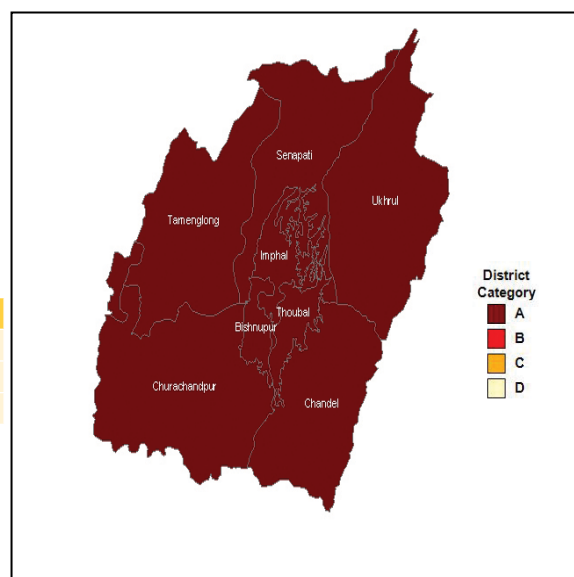 Senapati
Ukhrul
Tamenglong
Imphal
Thoubal
Bishnupur
Churachandpur
Chandel
District
Category
A
B
C
D